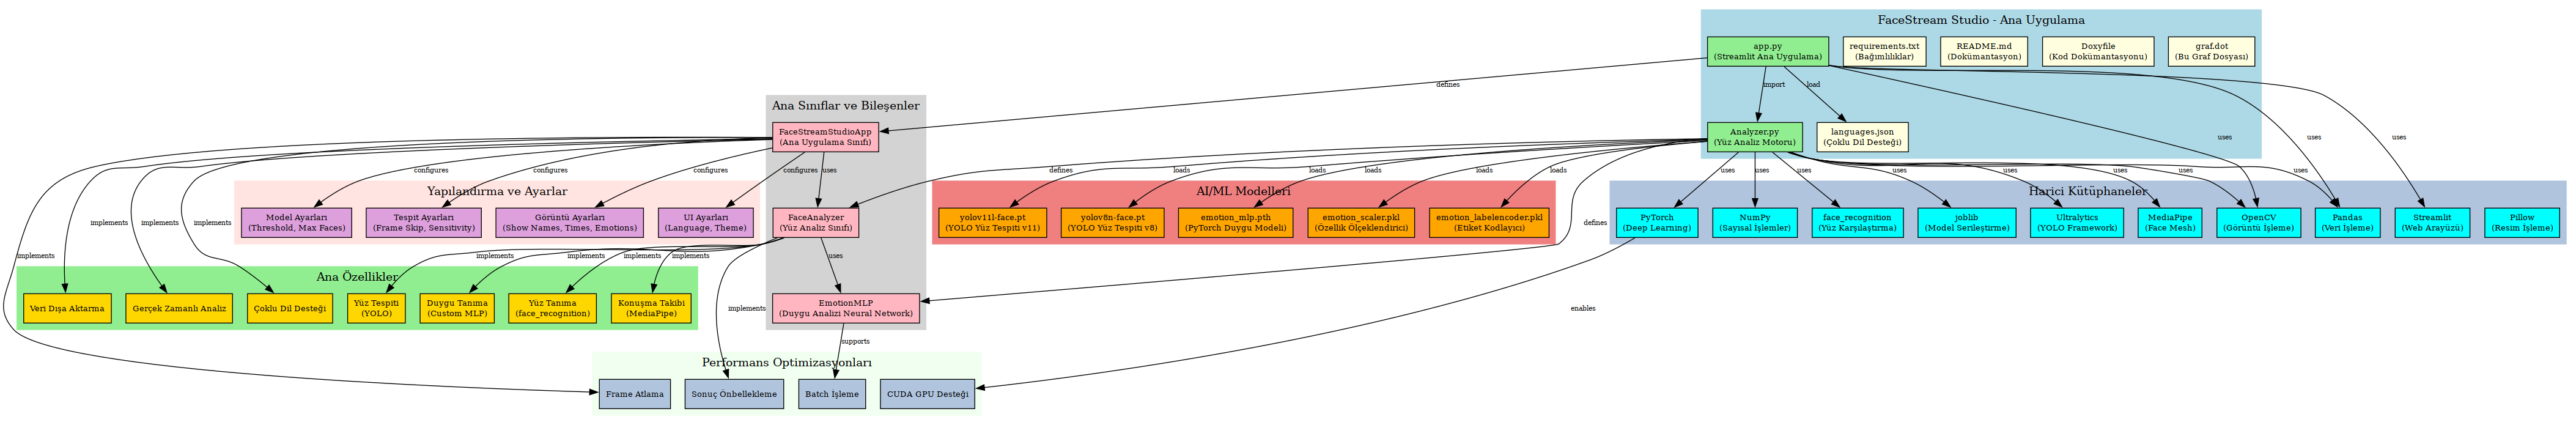 FaceStream Studio - Ana Uygulama
app.py
(Streamlit Ana Uygulama)
requirements.txt
(Bağımlılıklar)
README.md
(Dokümantasyon)
Doxyfile
(Kod Dokümantasyonu)
graf.dot
(Bu Graf Dosyası)
defines
import
load
Ana Sınıflar ve Bileşenler
FaceStreamStudioApp
(Ana Uygulama Sınıfı)
Analyzer.py
(Yüz Analiz Motoru)
languages.json
(Çoklu Dil Desteği)
uses
uses
uses
configures
configures
configures
configures
uses
defines
loads
loads
loads
loads
loads
uses
uses
uses
uses
uses
uses
uses
uses
Yapılandırma ve Ayarlar
Model Ayarları
(Threshold, Max Faces)
Tespit Ayarları
(Frame Skip, Sensitivity)
Görüntü Ayarları
(Show Names, Times, Emotions)
UI Ayarları
(Language, Theme)
FaceAnalyzer
(Yüz Analiz Sınıfı)
AI/ML Modelleri
yolov11l-face.pt
(YOLO Yüz Tespiti v11)
yolov8n-face.pt
(YOLO Yüz Tespiti v8)
emotion_mlp.pth
(PyTorch Duygu Modeli)
emotion_scaler.pkl
(Özellik Ölçeklendirici)
emotion_labelencoder.pkl
(Etiket Kodlayıcı)
Harici Kütüphaneler
PyTorch
(Deep Learning)
NumPy
(Sayısal İşlemler)
face_recognition
(Yüz Karşılaştırma)
joblib
(Model Serileştirme)
Ultralytics
(YOLO Framework)
MediaPipe
(Face Mesh)
OpenCV
(Görüntü İşleme)
Pandas
(Veri İşleme)
Streamlit
(Web Arayüzü)
Pillow
(Resim İşleme)
implements
implements
implements
implements
implements
implements
implements
implements
uses
defines
Ana Özellikler
Veri Dışa Aktarma
Gerçek Zamanlı Analiz
Çoklu Dil Desteği
Yüz Tespiti
(YOLO)
Duygu Tanıma
(Custom MLP)
Yüz Tanıma
(face_recognition)
Konuşma Takibi
(MediaPipe)
EmotionMLP
(Duygu Analizi Neural Network)
implements
supports
enables
Performans Optimizasyonları
Frame Atlama
Sonuç Önbellekleme
Batch İşleme
CUDA GPU Desteği